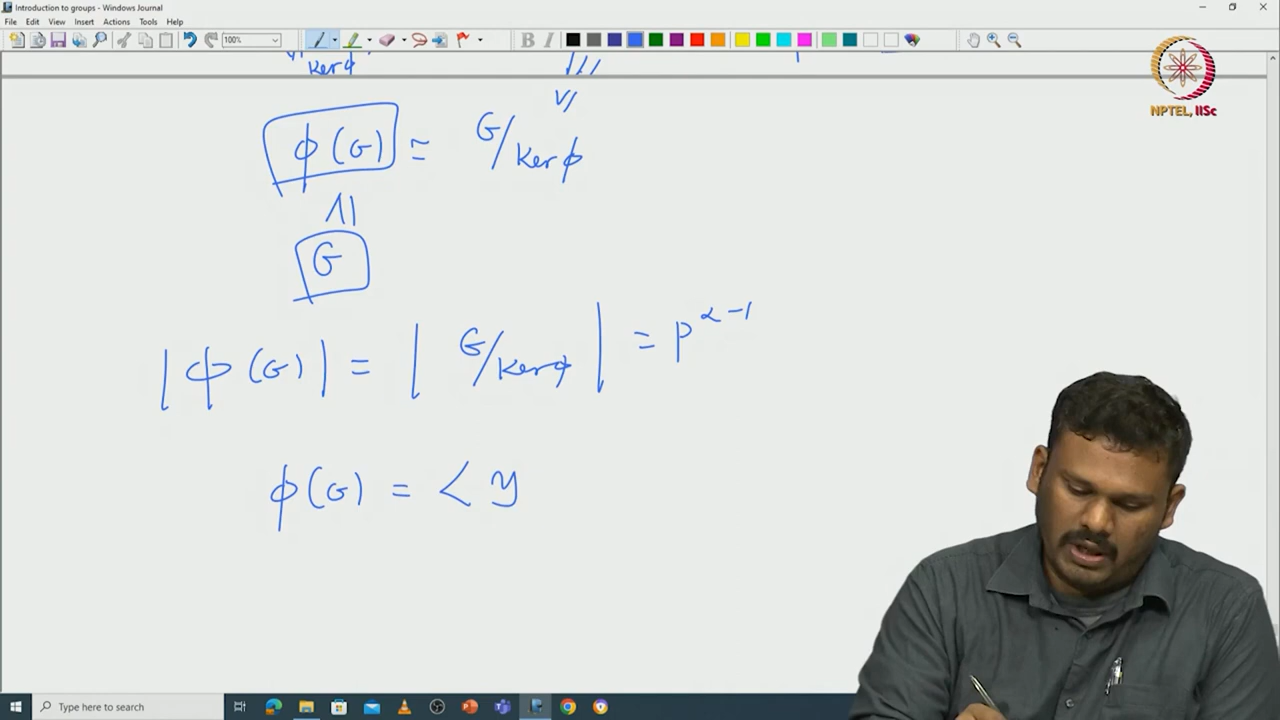 Introduction to groups - Windows Journal
File Edit View Insert Actions Tools Help
100%
B I
ker φ
NPTEL, IISc
φ(G) ≃ G/ker φ
G
|φ(G)| = |G/ker φ| = p^{α-1}
φ(G) = < y
Type here to search